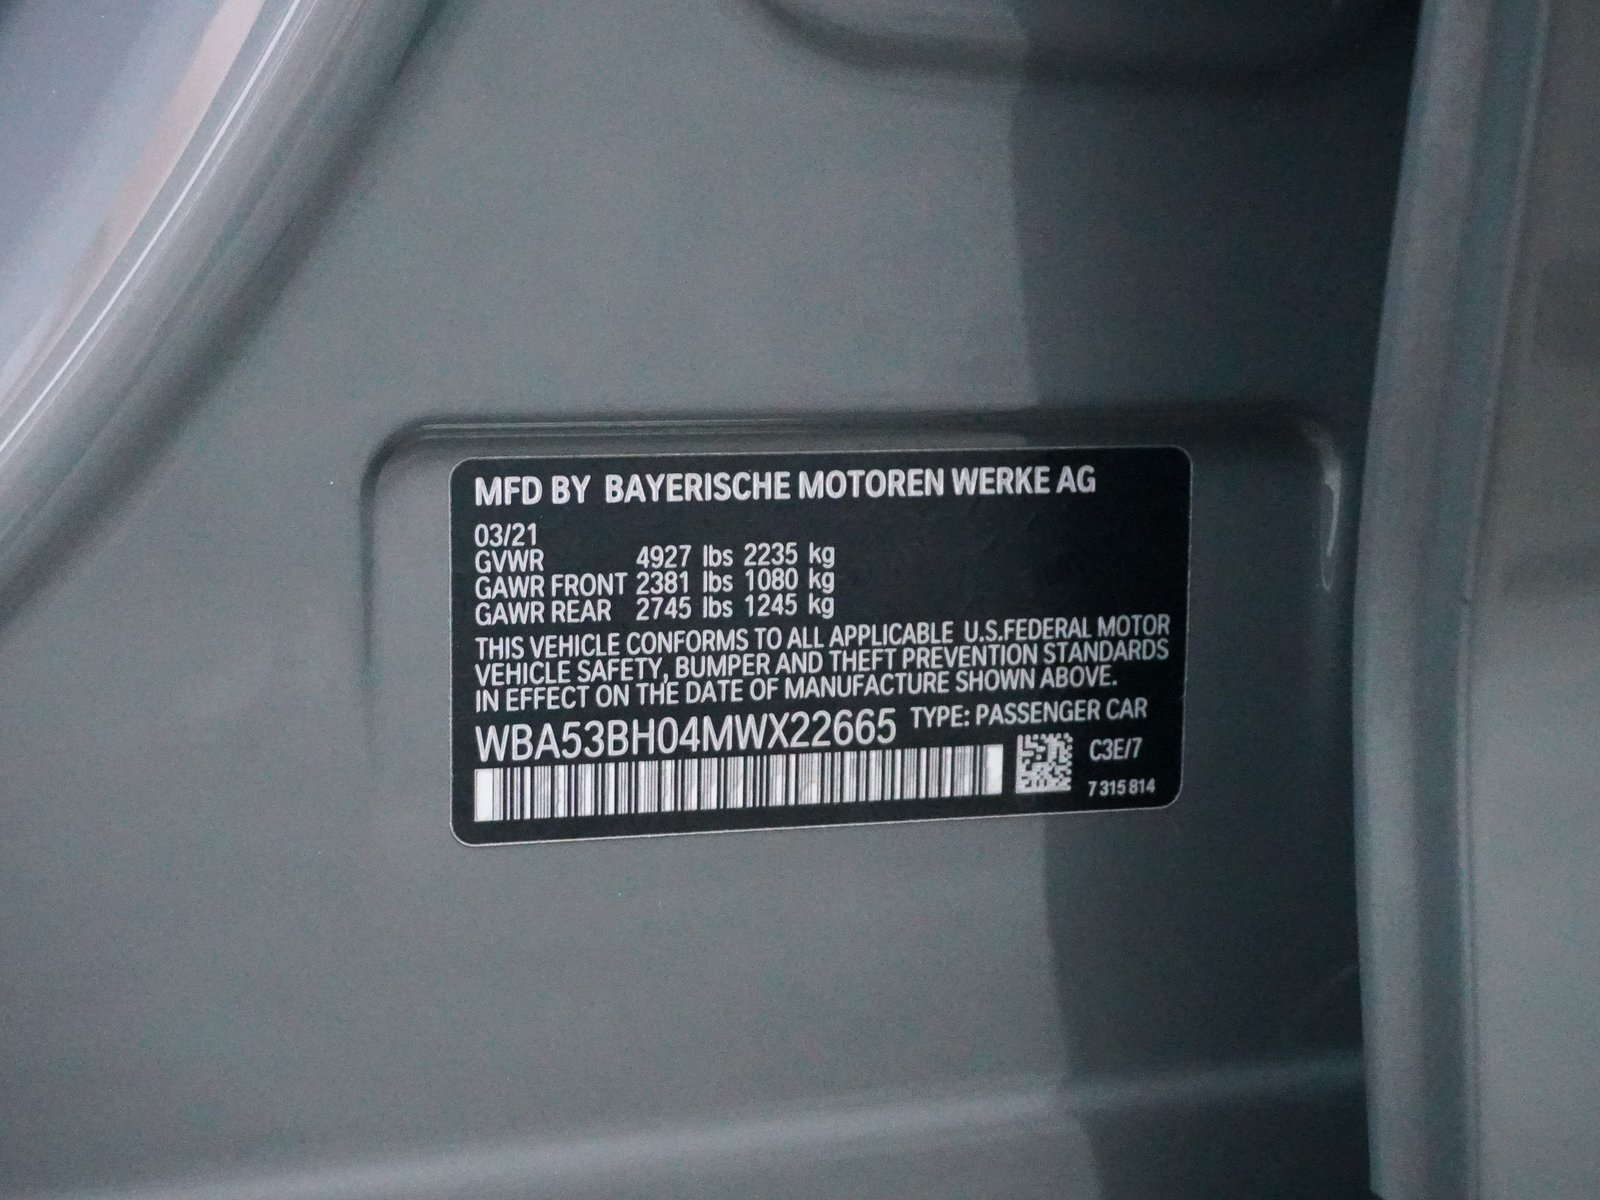 MFD BY BAYERISCHE MOTOREN WERKE AG
03/21
GVWR 4927 lbs 2235 kg
GAWR FRONT 2381 lbs 1080 kg
GAWR REAR 2745 lbs 1245 kg
THIS VEHICLE CONFORMS TO ALL APPLICABLE U.S.FEDERAL MOTOR
VEHICLE SAFETY, BUMPER AND THEFT PREVENTION STANDARDS
IN EFFECT ON THE DATE OF MANUFACTURE SHOWN ABOVE.
WBA53BH04MWX22665 TYPE: PASSENGER CAR
C3E/7
7 315 814